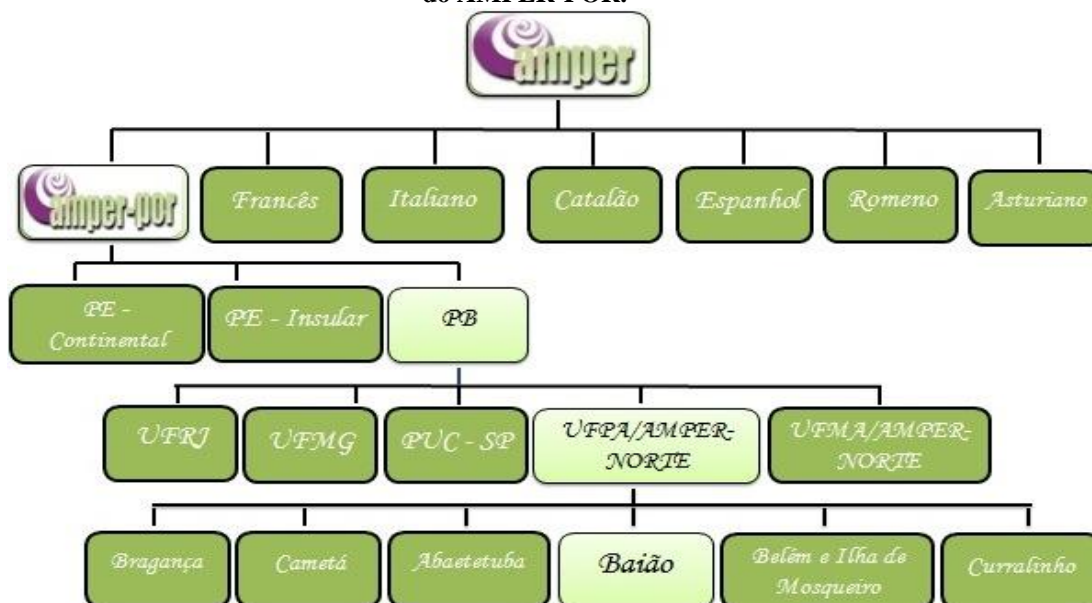 do AMPER-POR.
amper
amper-por
Francês
Italiano
Catalão
Espanhol
Romeno
Asturiano
PE -
Continental
PE - Insular
PB
UFRJ
UFMG
PUC - SP
UFPA/AMPER-
NORTE
UFMA/AMPER-
NORTE
Bragança
Cametá
Abaetetuba
Baião
Belém e Ilha de
Mosqueiro
Curralinho